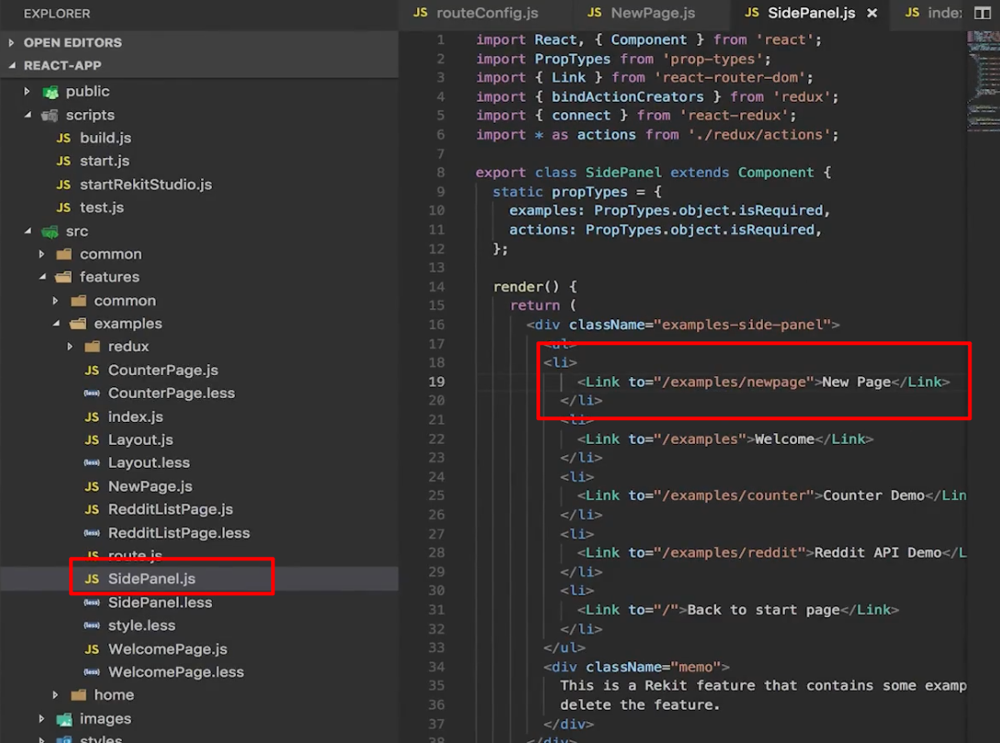 EXPLORER
OPEN EDITORS
REACT-APP
public
scripts
JS build.js
JS start.js
JS startRekitStudio.js
JS test.js
src
common
features
common
examples
redux
JS CounterPage.js
{less} CounterPage.less
JS index.js
JS Layout.js
{less} Layout.less
JS NewPage.js
JS RedditListPage.js
{less} RedditListPage.less
JS route.js
JS SidePanel.js
{less} SidePanel.less
{less} style.less
JS WelcomePage.js
{less} WelcomePage.less
home
images
styles
JS routeConfig.js JS NewPage.js JS SidePanel.js × JS index
1 import React, { Component } from 'react';
2 import PropTypes from 'prop-types';
3 import { Link } from 'react-router-dom';
4 import { bindActionCreators } from 'redux';
5 import { connect } from 'react-redux';
6 import * as actions from './redux/actions';
7
8 export class SidePanel extends Component {
9 static propTypes = {
10 examples: PropTypes.object.isRequired,
11 actions: PropTypes.object.isRequired,
12 };
13
14 render() {
15 return (
16 <div className="examples-side-panel">
17 <ul>
18 <li>
19 <Link to="/examples/newpage">New Page</Link>
20 </li>
21 <li>
22 <Link to="/examples">Welcome</Link>
23 </li>
24 <li>
25 <Link to="/examples/counter">Counter Demo</Lin
26 </li>
27 <li>
28 <Link to="/examples/reddit">Reddit API Demo</L
29 </li>
30 <li>
31 <Link to="/">Back to start page</Link>
32 </li>
33 </ul>
34 <div className="memo">
35 This is a Rekit feature that contains some examp
36 delete the feature.
37 </div>
38 </div>